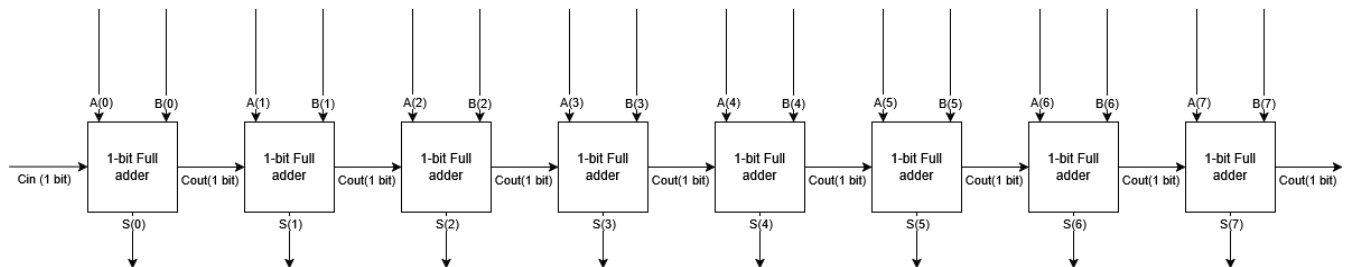 A(0) B(0) A(1) B(1) A(2) B(2) A(3) B(3) A(4) B(4) A(5) B(5) A(6) B(6) A(7) B(7)
1-bit Full 1-bit Full 1-bit Full 1-bit Full 1-bit Full 1-bit Full 1-bit Full 1-bit Full
adder adder adder adder adder adder adder adder
Cin (1 bit) Cout(1 bit) Cout(1 bit) Cout(1 bit) Cout(1 bit) Cout(1 bit) Cout(1 bit) Cout(1 bit) Cout(1 bit)
S(0) S(1) S(2) S(3) S(4) S(5) S(6) S(7)